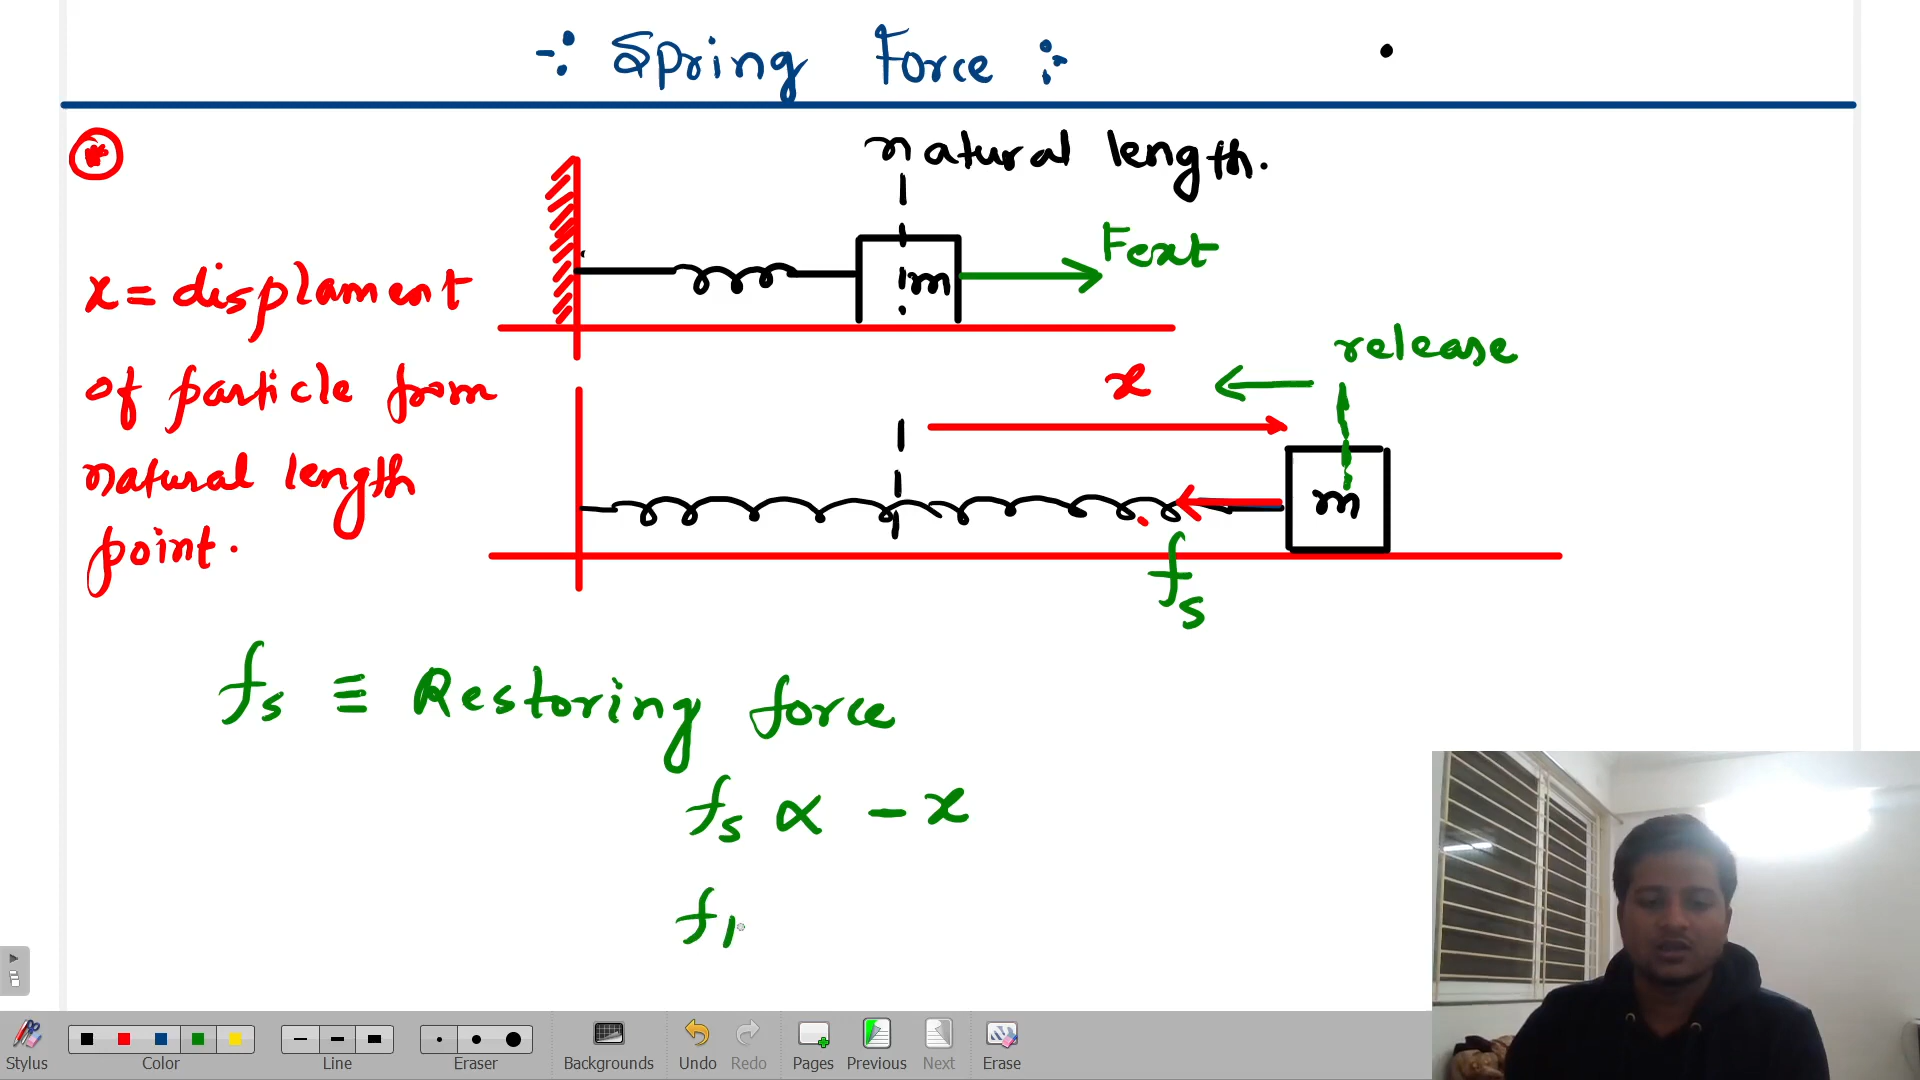 -: Spring Force :-
natural length.
m
Fext
x = displament
of particle from
natural length
point.
release
x
m
fs
fs ≡ Restoring force
fs ∝ - x
f
Stylus
Color
Line
Eraser
Backgrounds
Undo
Redo
Pages
Previous
Next
Erase